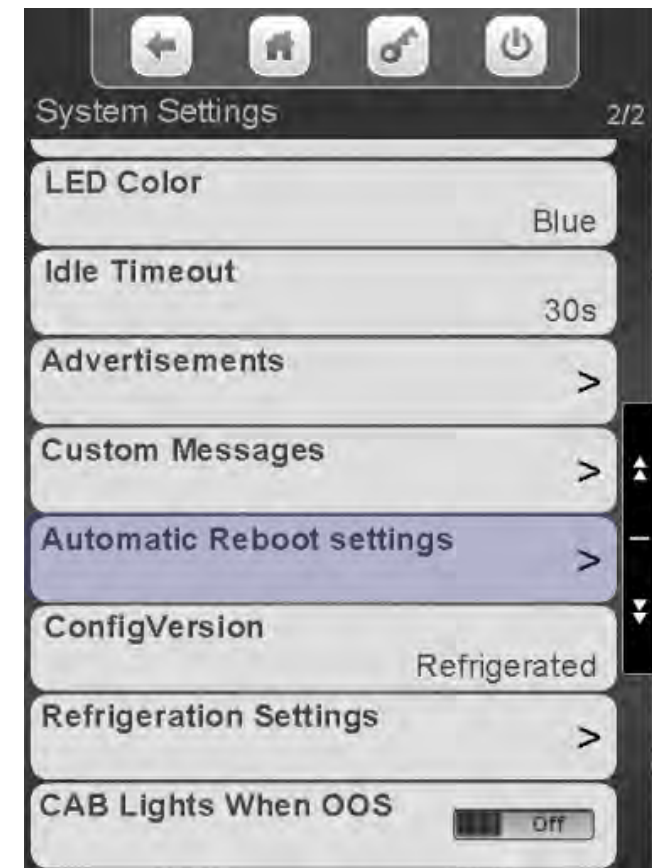 System Settings
2/2
LED Color
Blue
Idle Timeout
30s
Advertisements
>
Custom Messages
>
Automatic Reboot settings
>
ConfigVersion
Refrigerated
Refrigeration Settings
>
CAB Lights When OOS
Off